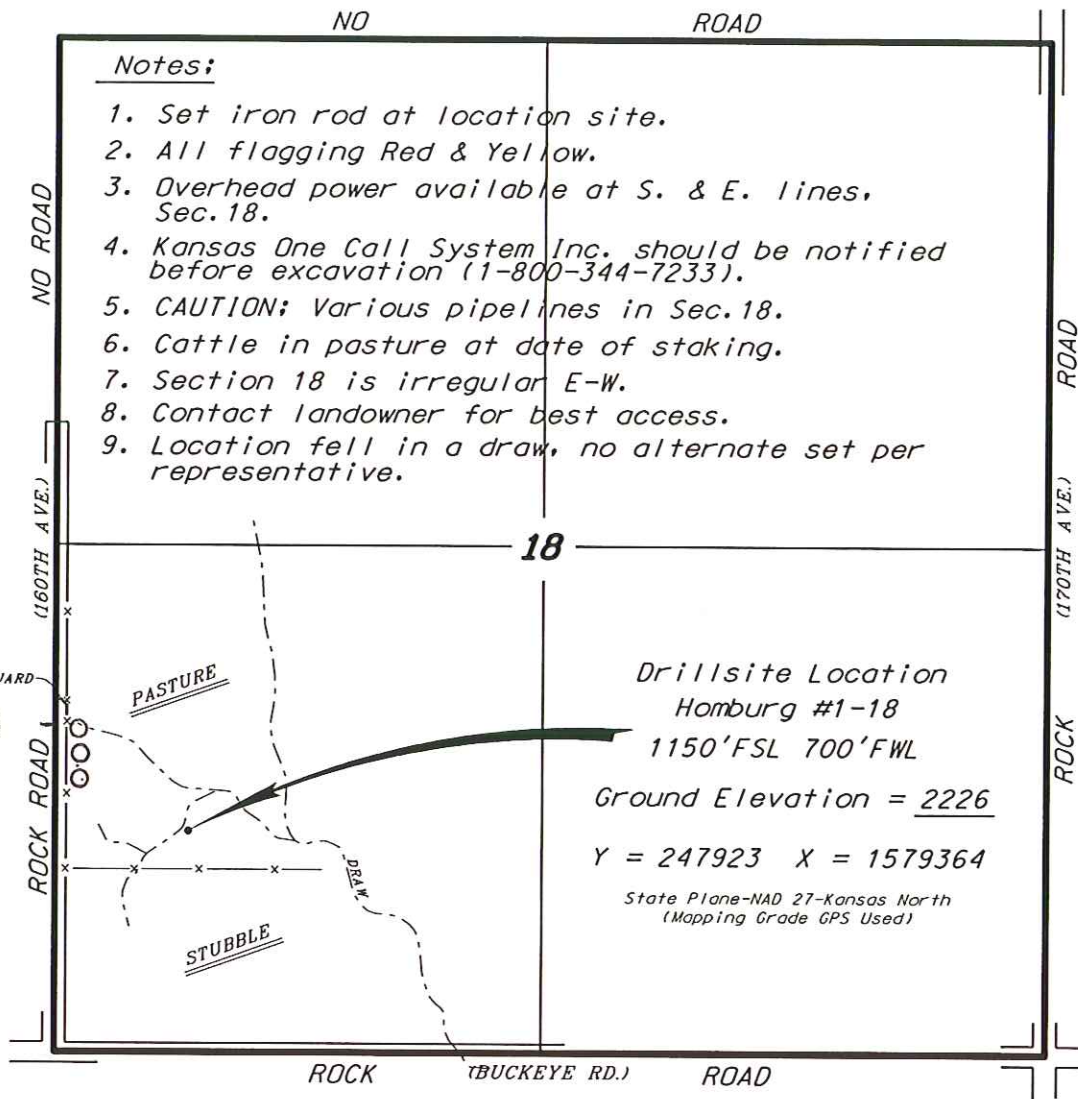 NO ROAD
Notes:
1. Set iron rod at location site.
2. All flagging Red & Yellow.
3. Overhead power available at S. & E. lines,
Sec. 18.
4. Kansas One Call System Inc. should be notified
before excavation (1-800-344-7233).
5. CAUTION: Various pipelines in Sec. 18.
6. Cattle in pasture at date of staking.
7. Section 18 is irregular E-W.
8. Contact landowner for best access.
9. Location fell in a draw, no alternate set per
representative.
NO ROAD
ROAD
(160TH AVE.)
(170TH AVE.)
18
PASTURE
Drillsite Location
Homburg #1-18
1150'FSL 700'FWL
Ground Elevation = 2226
Y = 247923 X = 1579364
State Plane-NAD 27-Kansas North
(Mapping Grade GPS Used)
ROCK ROAD
ROCK
DRAW
STUBBLE
ROCK (BUCKEYE RD.) ROAD